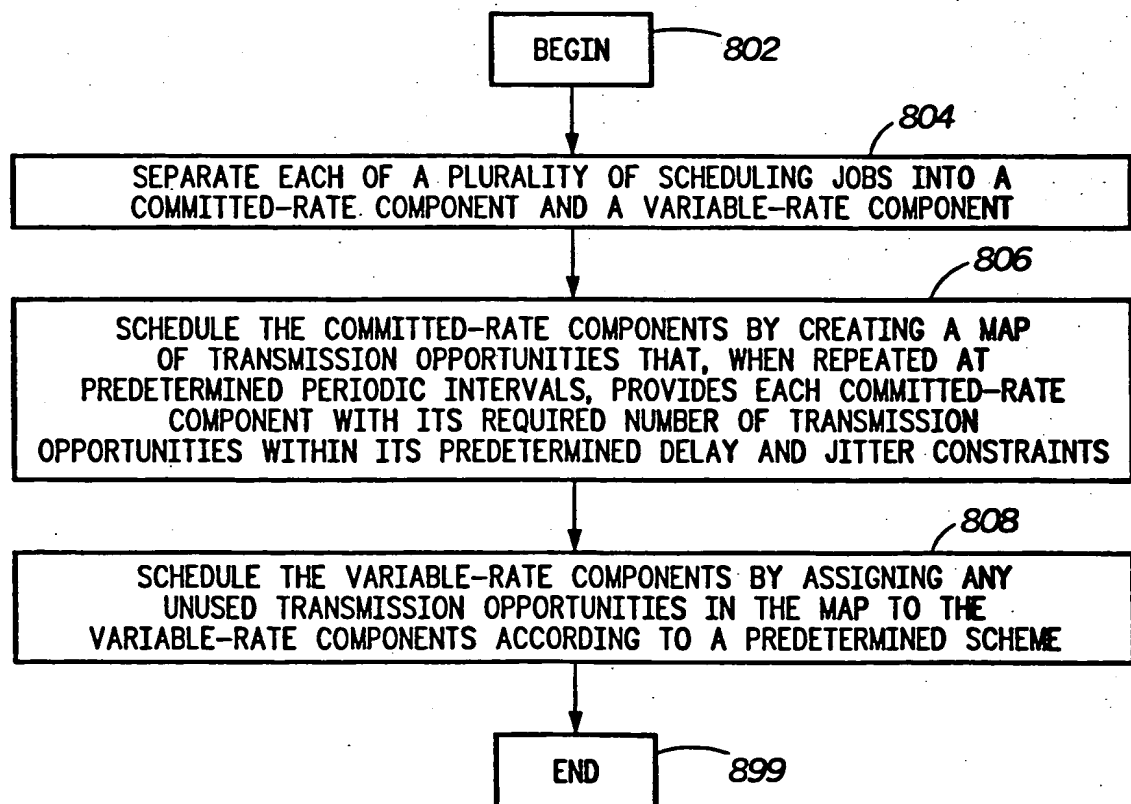 BEGIN
802
804
SEPARATE EACH OF A PLURALITY OF SCHEDULING JOBS INTO A
COMMITTED-RATE COMPONENT AND A VARIABLE-RATE COMPONENT
806
SCHEDULE THE COMMITTED-RATE COMPONENTS BY CREATING A MAP
OF TRANSMISSION OPPORTUNITIES THAT, WHEN REPEATED AT
PREDETERMINED PERIODIC INTERVALS, PROVIDES EACH COMMITTED-RATE
COMPONENT WITH ITS REQUIRED NUMBER OF TRANSMISSION
OPPORTUNITIES WITHIN ITS PREDETERMINED DELAY AND JITTER CONSTRAINTS
808
SCHEDULE THE VARIABLE-RATE COMPONENTS BY ASSIGNING ANY
UNUSED TRANSMISSION OPPORTUNITIES IN THE MAP TO THE
VARIABLE-RATE COMPONENTS ACCORDING TO A PREDETERMINED SCHEME
END
899